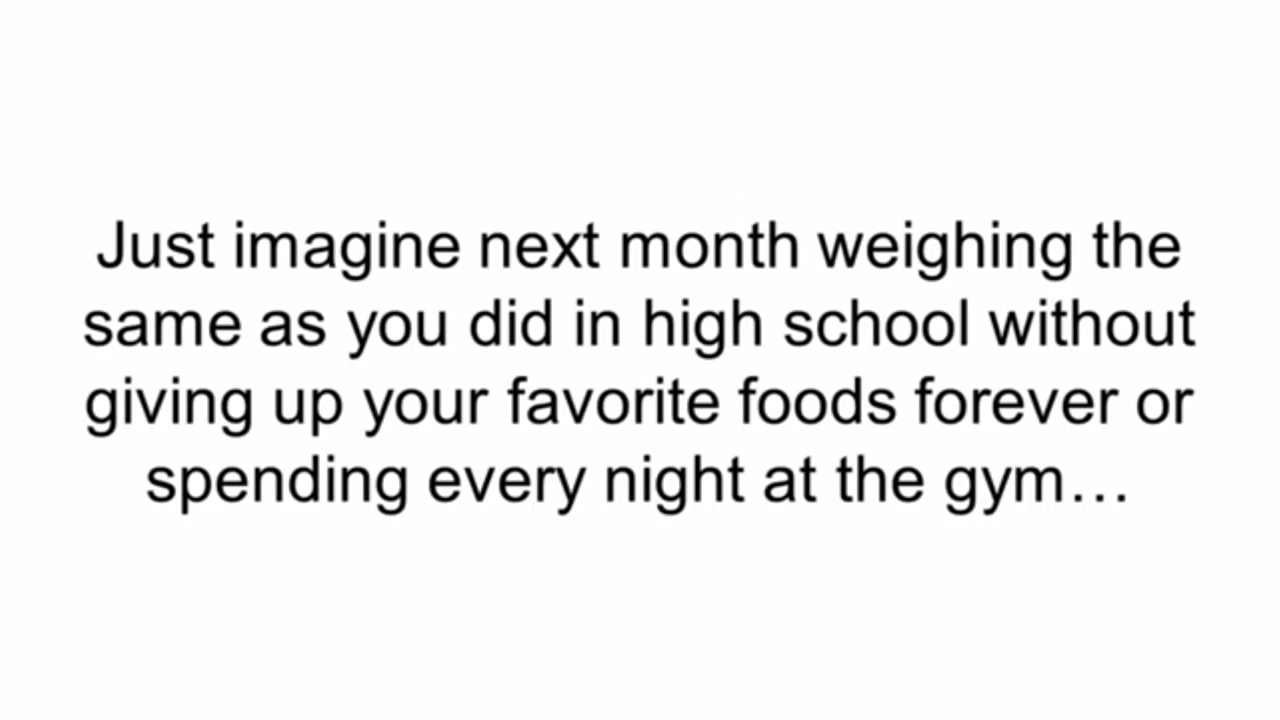 Just imagine next month weighing the
same as you did in high school without
giving up your favorite foods forever or
spending every night at the gym…